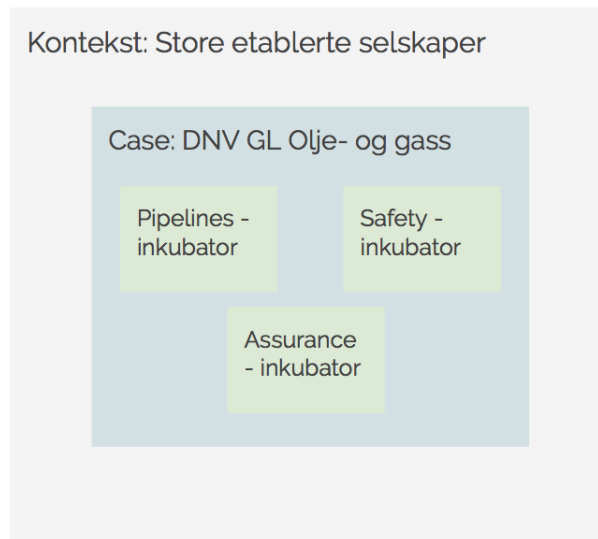 Kontekst: Store etablerte selskaper
Case: DNV GL Olje- og gass
Pipelines -
inkubator
Safety -
inkubator
Assurance
- inkubator